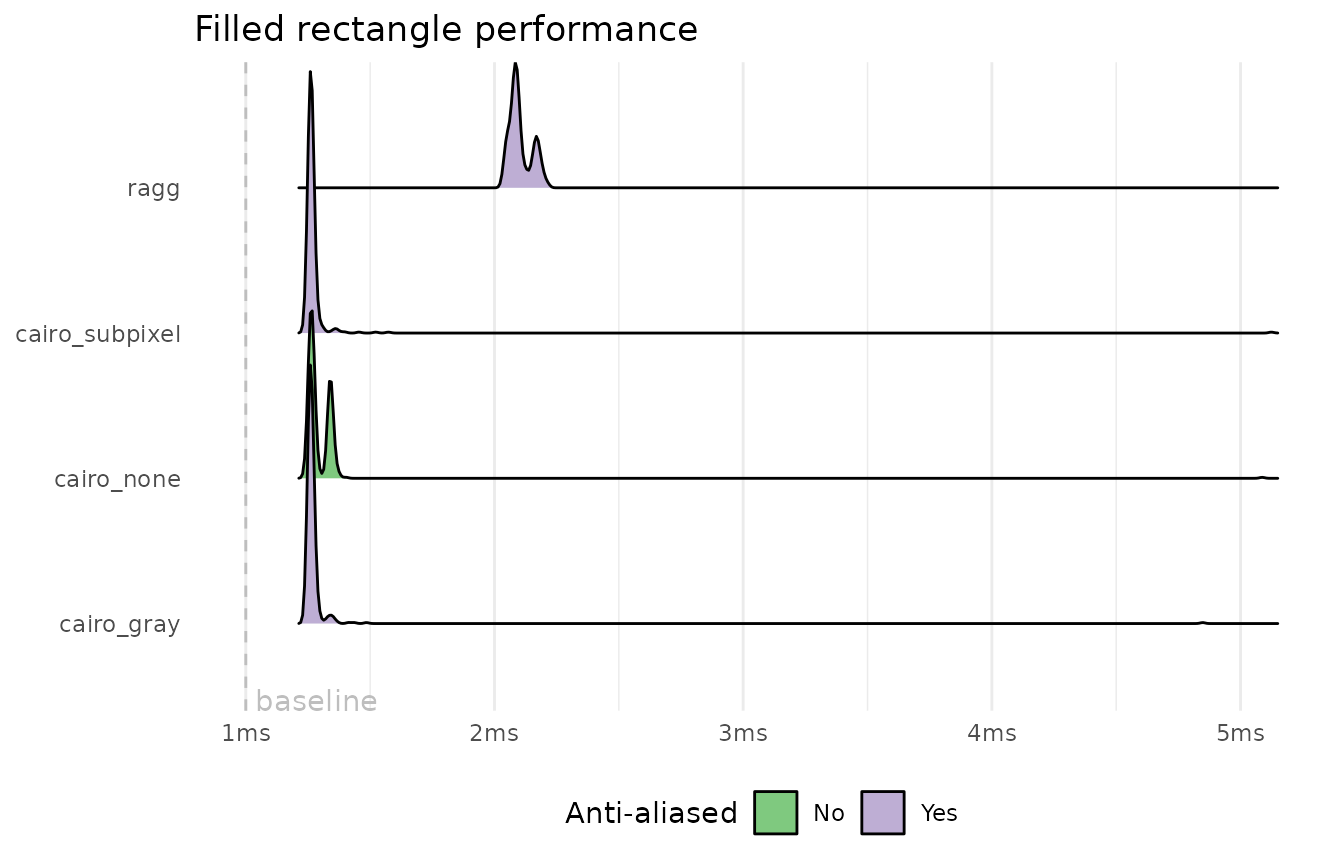 Filled rectangle performance
ragg
cairo_subpixel
cairo_none
cairo_gray
baseline
1ms 2ms 3ms 4ms 5ms
Anti-aliased No Yes